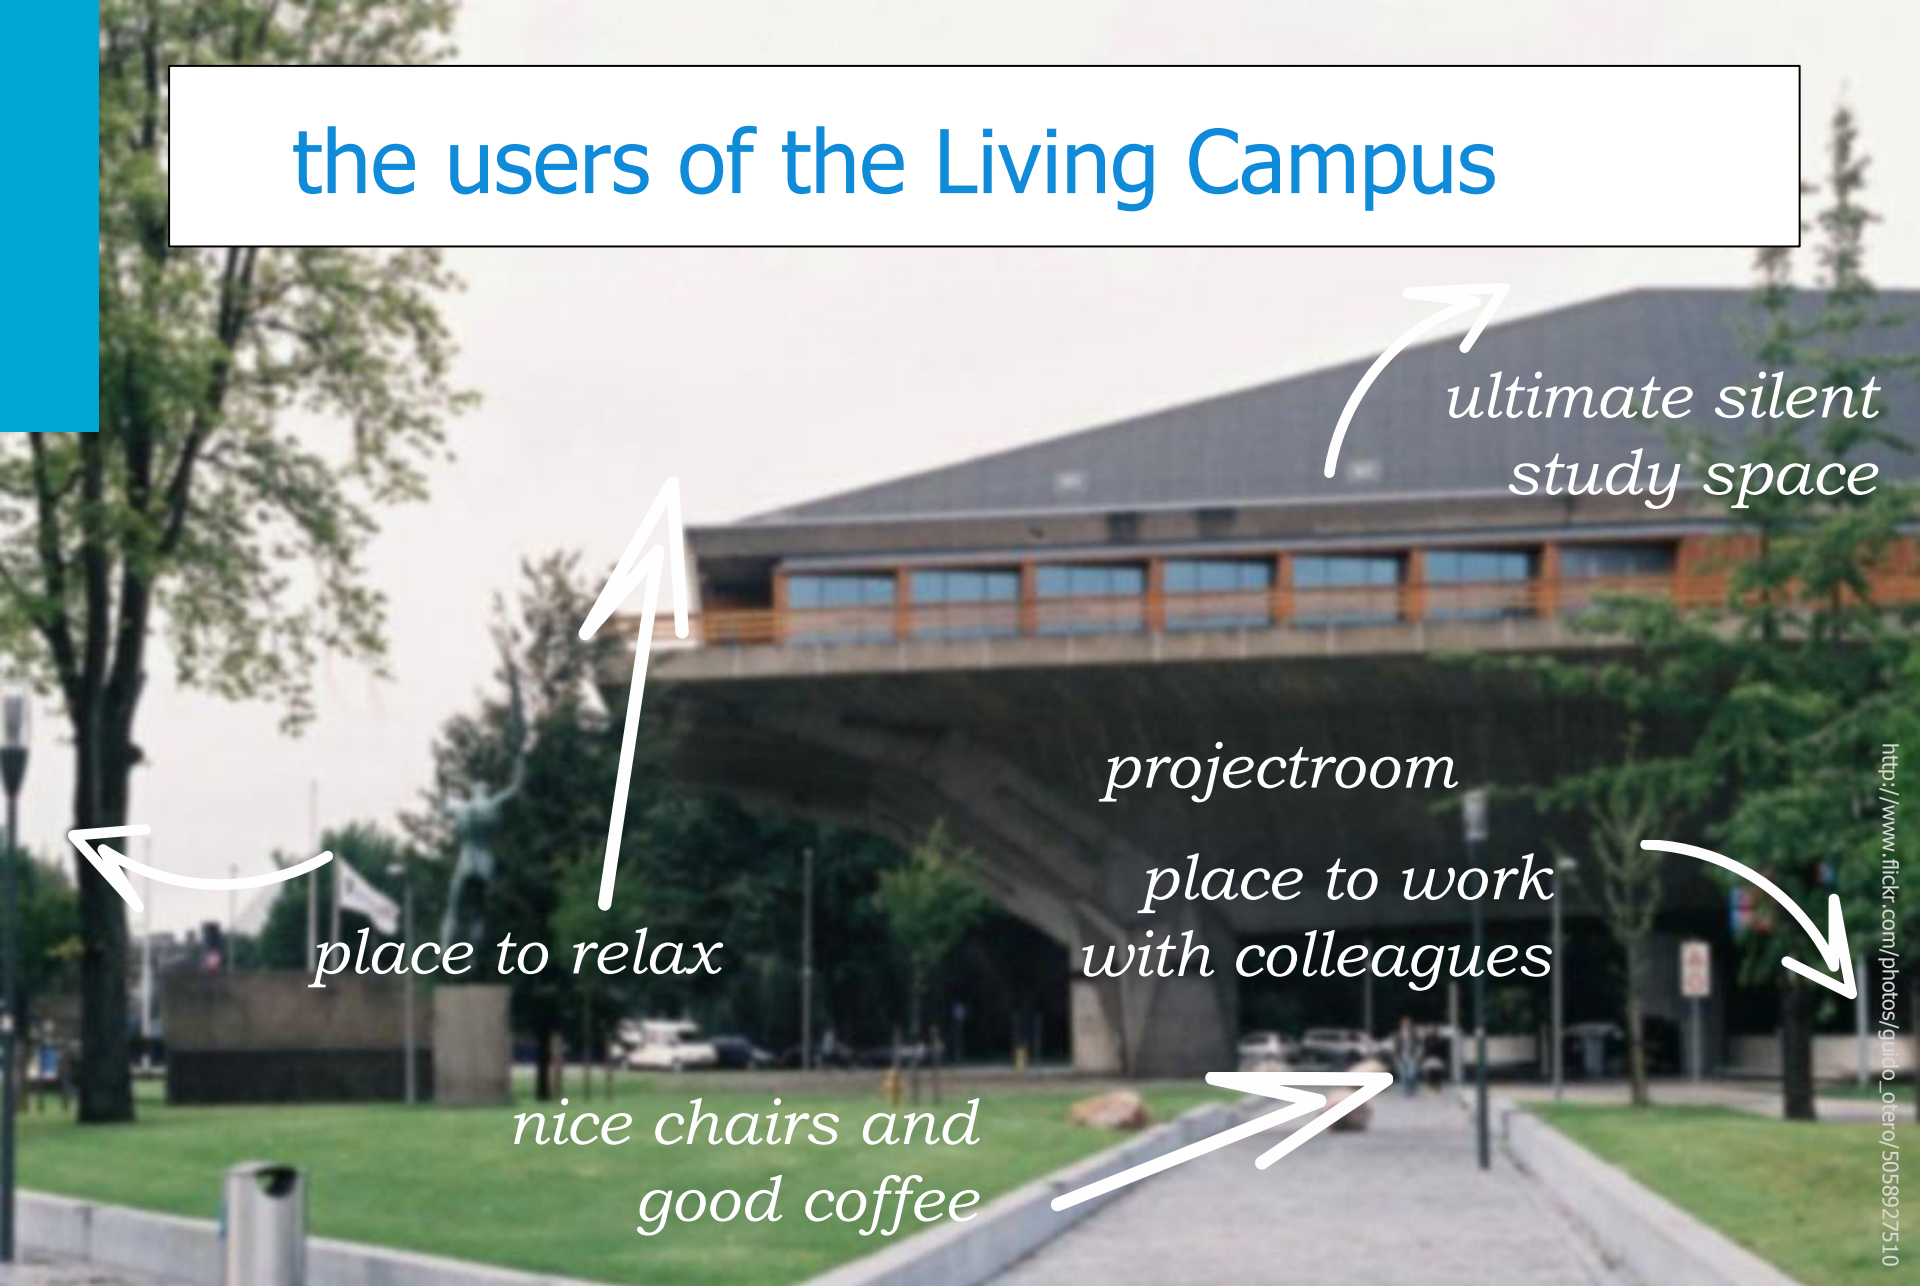 the users of the Living Campus
ultimate silent
study space
projectroom
place to work
with colleagues
place to relax
nice chairs and
good coffee
http://www.flickr.com/photos/guido_otero/5058927510